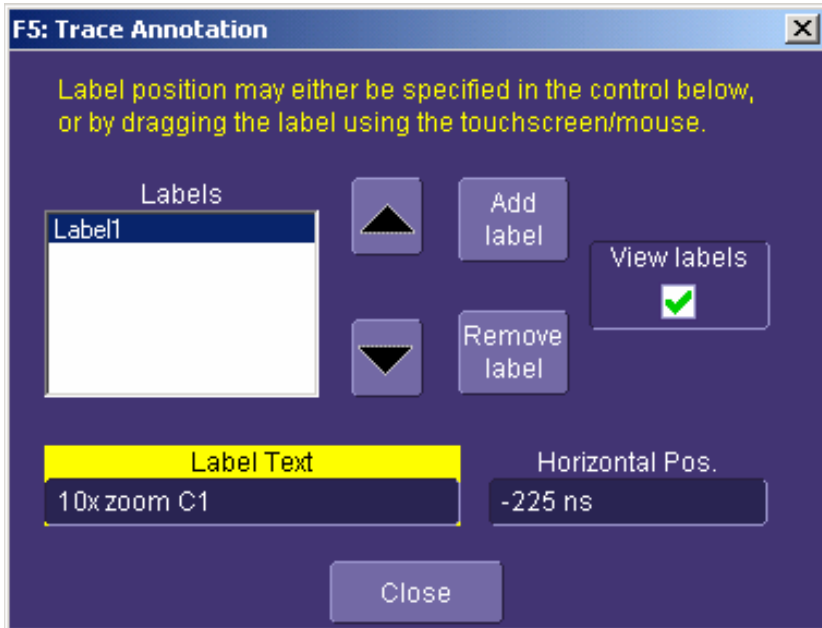 F5: Trace Annotation
Label position may either be specified in the control below,
or by dragging the label using the touchscreen/mouse.
Labels
Label1
Add
label
Remove
label
View labels
Label Text
10x zoom C1
Horizontal Pos.
-225 ns
Close